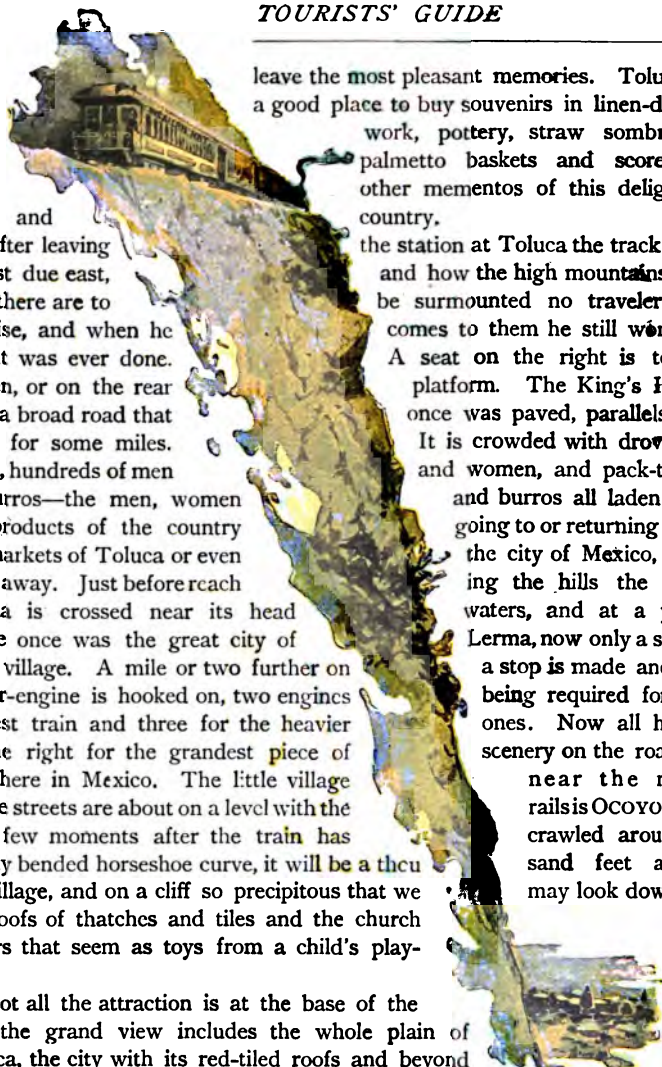 TOURISTS' GUIDE
leave the most pleasant memories. Tolu
a good place to buy souvenirs in linen-d
work, pottery, straw sombr
palmetto baskets and score
other mementos of this delig
and country.
fter leaving the station at Toluca the track
st due east, and how the high mountains
there are to be surmounted no traveler
ise, and when he comes to them he still wor
t was ever done. A seat on the right is t
n, or on the rear platform. The King's
a broad road that once was paved, parallels
for some miles. It is crowded with drov
, hundreds of men and women, and pack-t
rros—the men, women and burros all laden
roducts of the country going to or returning
arkets of Toluca or even the city of Mexico,
away. Just before reach ing the hills the
a is crossed near its head waters, and at a
e once was the great city of Lerma, now only a s
village. A mile or two further on a stop is made and
r-engine is hooked on, two engines being required for
st train and three for the heavier ones. Now all h
e right for the grandest piece of scenery on the roa
here in Mexico. The little village near the r
e streets are about on a level with the rails is OCOYO
few moments after the train has crawled arou
y bended horseshoe curve, it will be a thou sand feet a
illage, and on a cliff so precipitous that we may look dow
oofs of thatches and tiles and the church
rs that seem as toys from a child's play-
ot all the attraction is at the base of the
the grand view includes the whole plain of
ca, the city with its red-tiled roofs and beyond